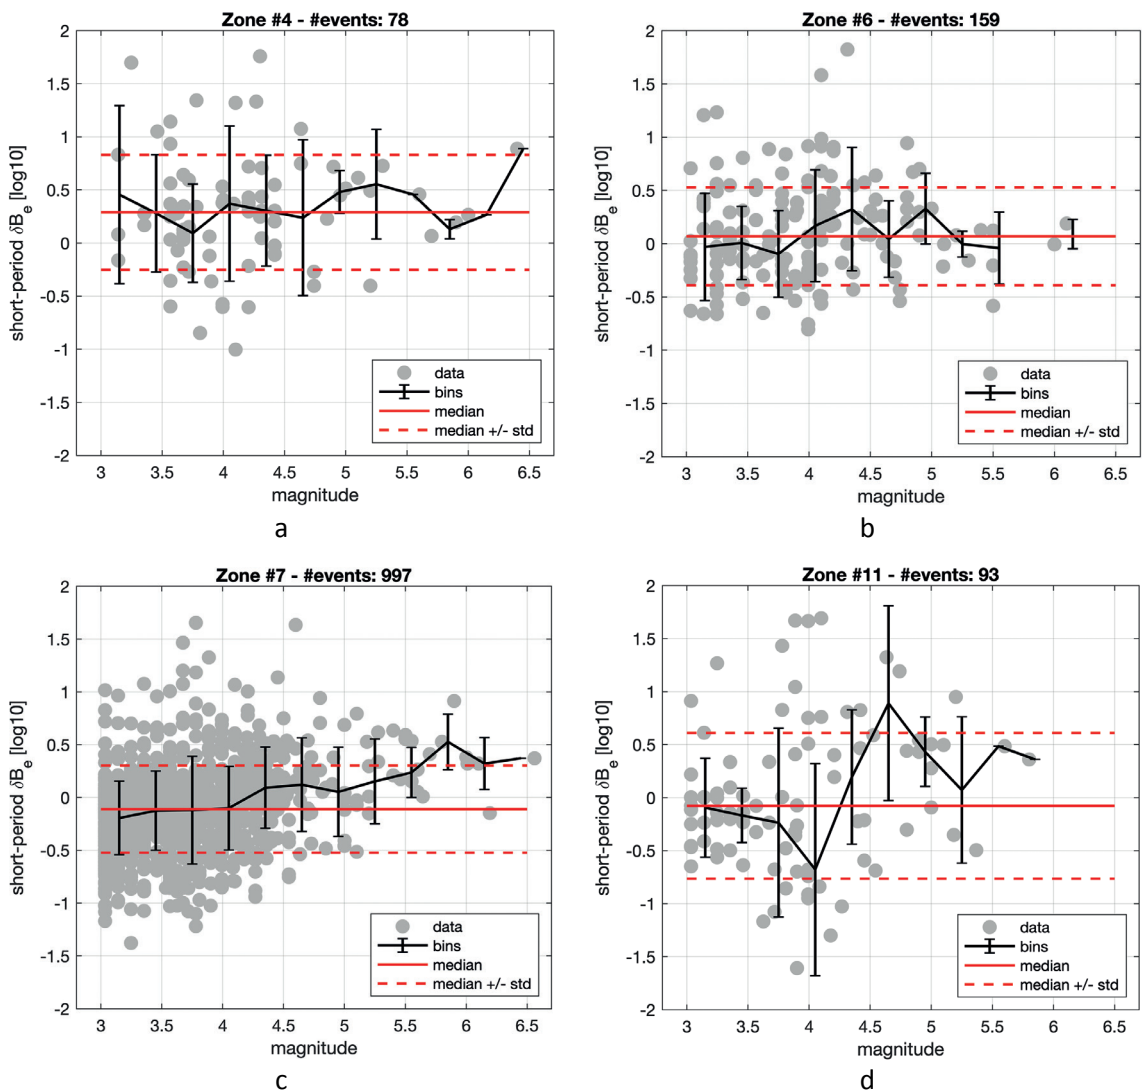 Zone #4 - #events: 78
short-period δBe [log10]
2
1.5
1
0.5
0
-0.5
-1
-1.5
-2
data
bins
median
median +/- std
3 3.5 4 4.5 5 5.5 6 6.5
magnitude
a
Zone #6 - #events: 159
short-period δBe [log10]
2
1.5
1
0.5
0
-0.5
-1
-1.5
-2
data
bins
median
median +/- std
3 3.5 4 4.5 5 5.5 6 6.5
magnitude
b
Zone #7 - #events: 997
short-period δBe [log10]
2
1.5
1
0.5
0
-0.5
-1
-1.5
-2
data
bins
median
median +/- std
3 3.5 4 4.5 5 5.5 6 6.5
magnitude
c
Zone #11 - #events: 93
short-period δBe [log10]
2
1.5
1
0.5
0
-0.5
-1
-1.5
-2
data
bins
median
median +/- std
3 3.5 4 4.5 5 5.5 6 6.5
magnitude
d